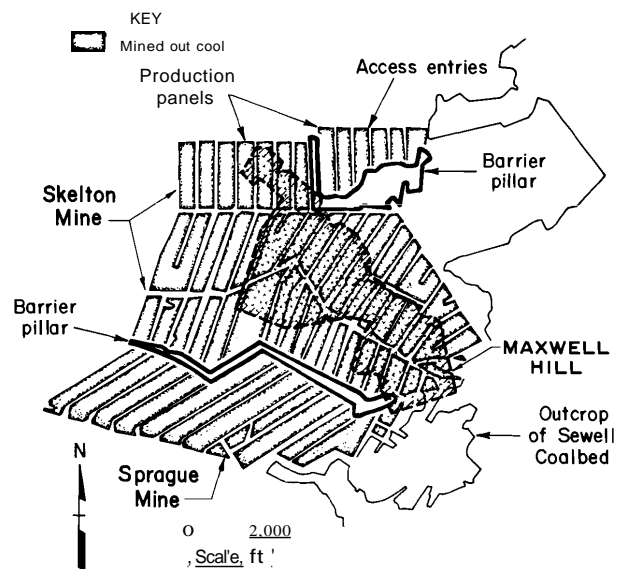 KEY
Mined out cool
Production
panels
Access entries
Barrier
pillar
Skelton
Mine
Barrier
pillar
MAXWELL
HILL
Outcrop
of Sewell
Coalbed
N
Sprague
Mine
O 2,000
, Scal'e, ft '